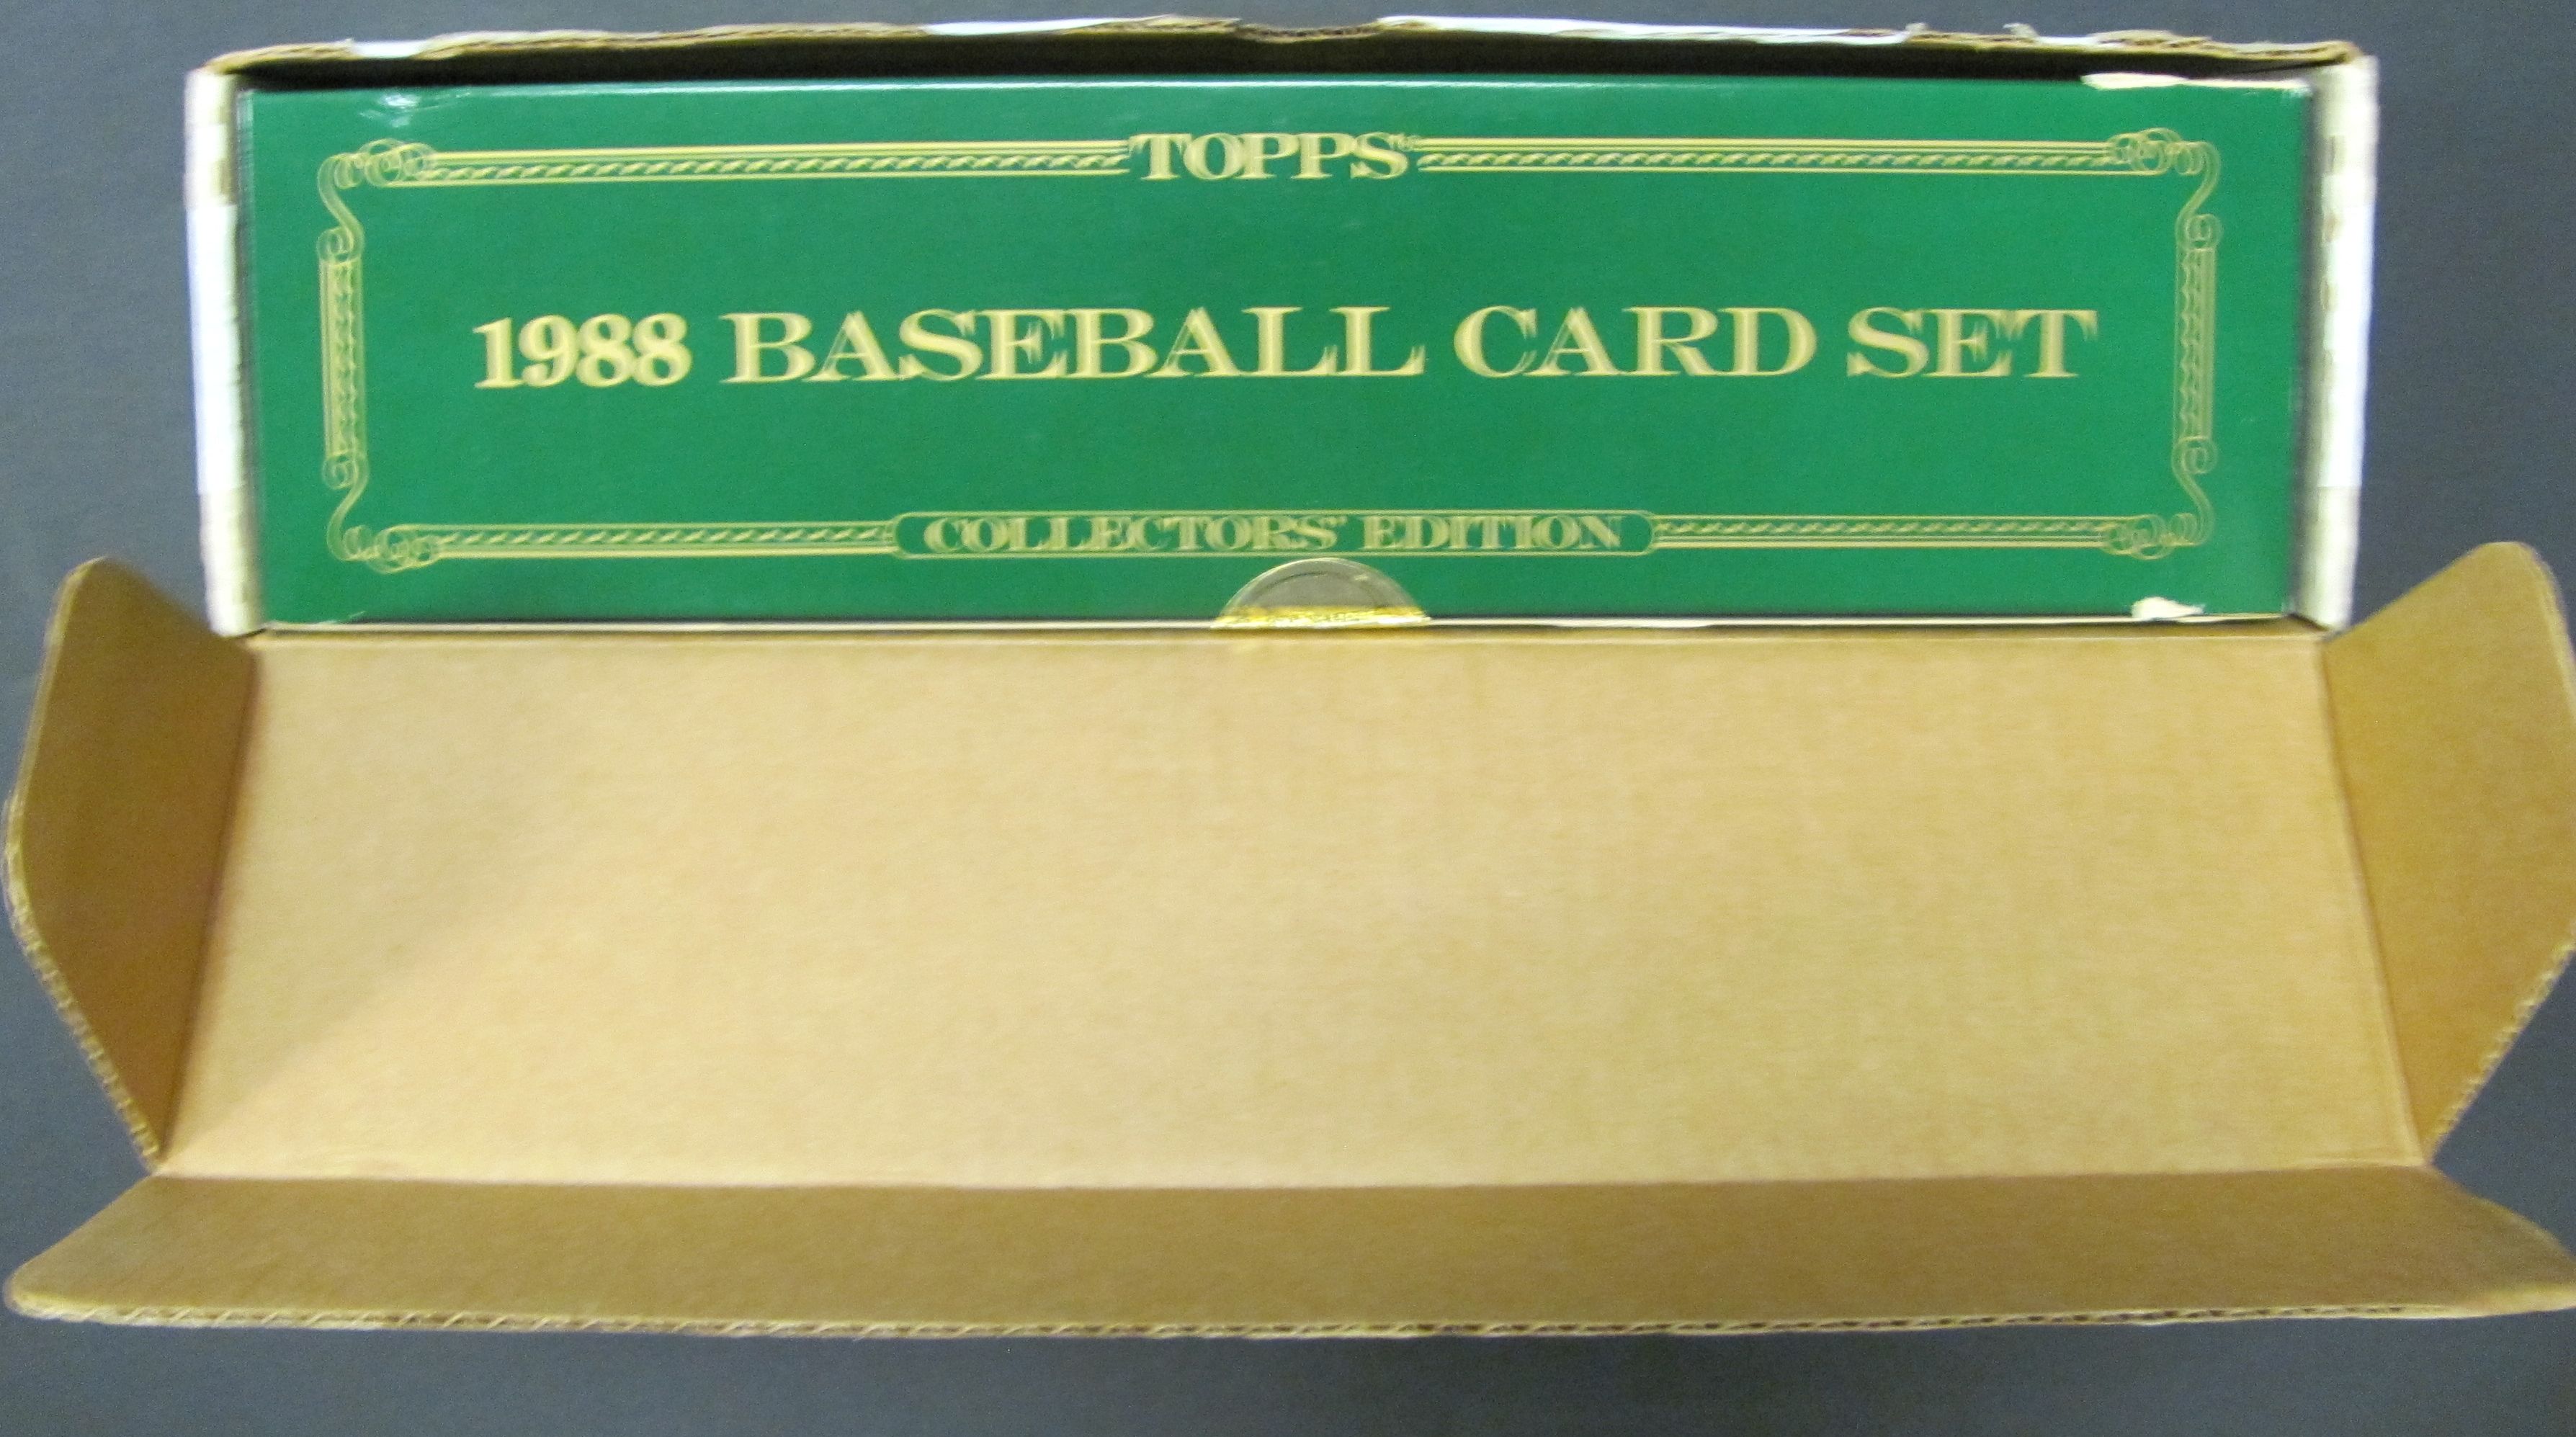 TOPPS
1988 BASEBALL CARD SET
COLLECTORS' EDITION